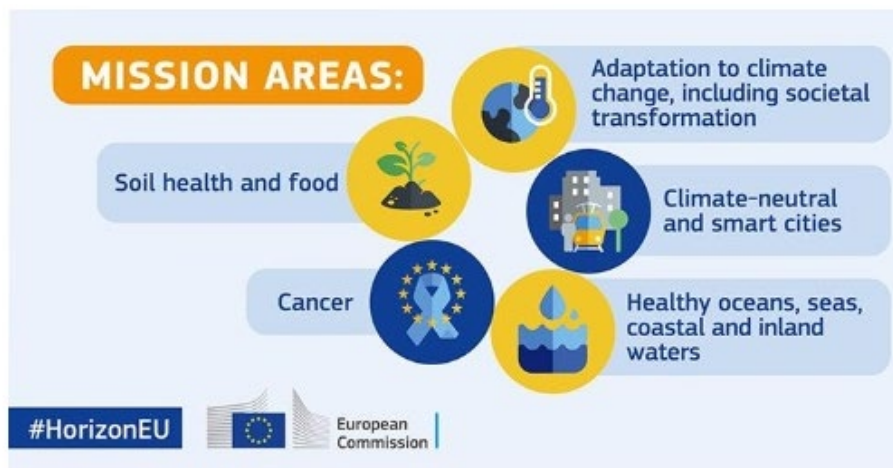 MISSION AREAS:
Adaptation to climate
change, including societal
transformation
Soil health and food
Climate-neutral
and smart cities
Cancer
Healthy oceans, seas,
coastal and inland
waters
#HorizonEU
European
Commission